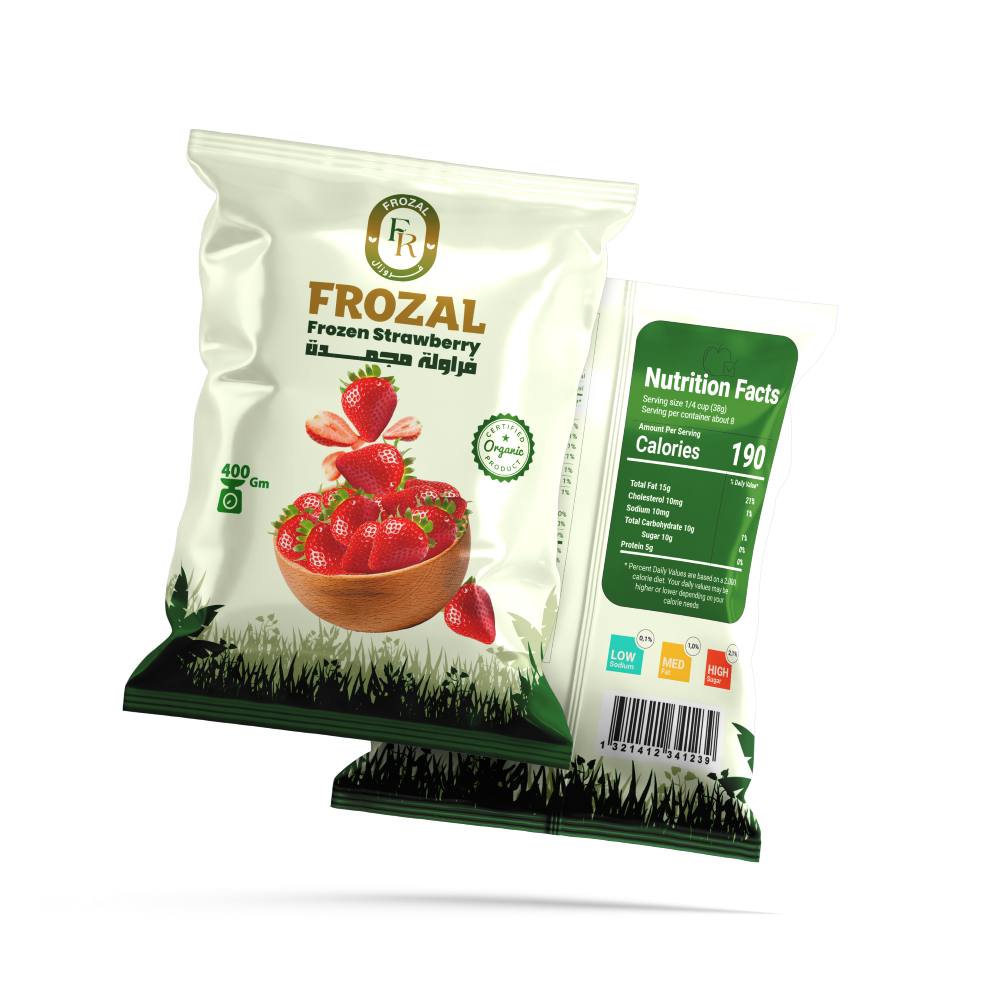 FROZAL
FR
فروزال
FROZAL
Frozen Strawberry
فراولة مجمدة
CERTIFIED
Organic
PRODUCT
400 Gm
Nutrition Facts
Serving size 1/4 cup (38g)
Serving per container about 8
Amount Per Serving
Calories 190
% Daily Value*
Total Fat 15g 21%
Cholesterol 10mg 1%
Sodium 10mg
Total Carbohydrate 10g 1%
Sugar 10g 0%
Protein 5g 0%
* Percent Daily Values are based on a 2,000
calorie diet. Your daily values may be
higher or lower depending on your
calorie needs
0,1%
LOW
Sodium
1,0%
MED
Fat
2,1%
HIGH
Sugar
1 321412 341239